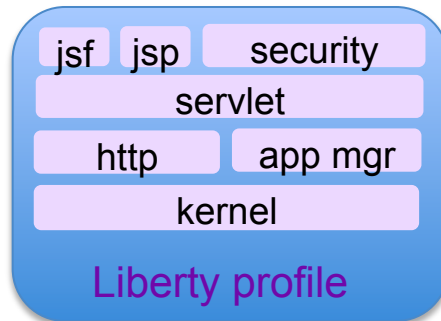 jsf jsp security
servlet
http app mgr
kernel
Liberty profile